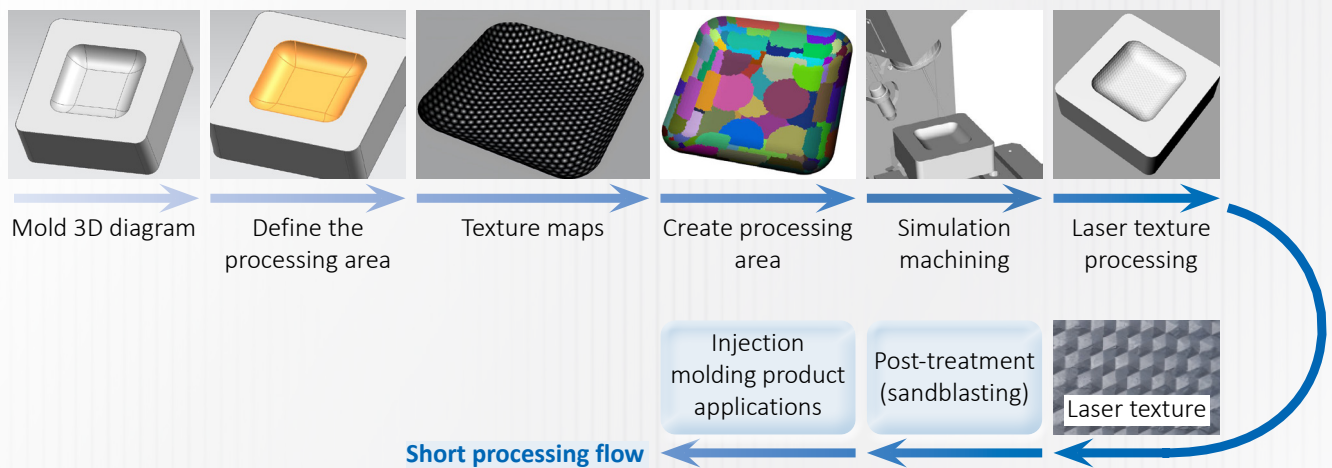 Mold 3D diagram
Define the
processing area
Texture maps
Create processing
area
Simulation
machining
Laser texture
processing
Injection
molding product
applications
Post-treatment
(sandblasting)
Laser texture
Short processing flow